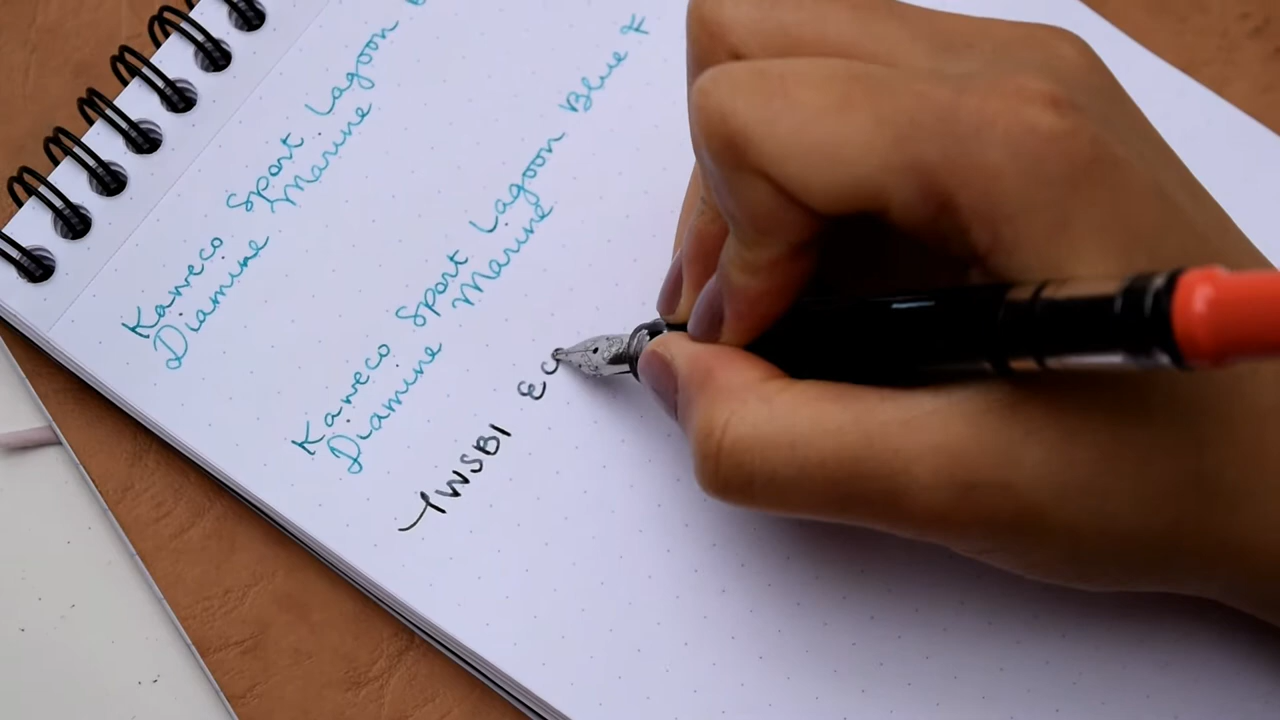 Kaweco Sport Lagoon
Diamine Marine
Kaweco Sport Lagoon Blue F
Diamine Marine
TWSBI Ec